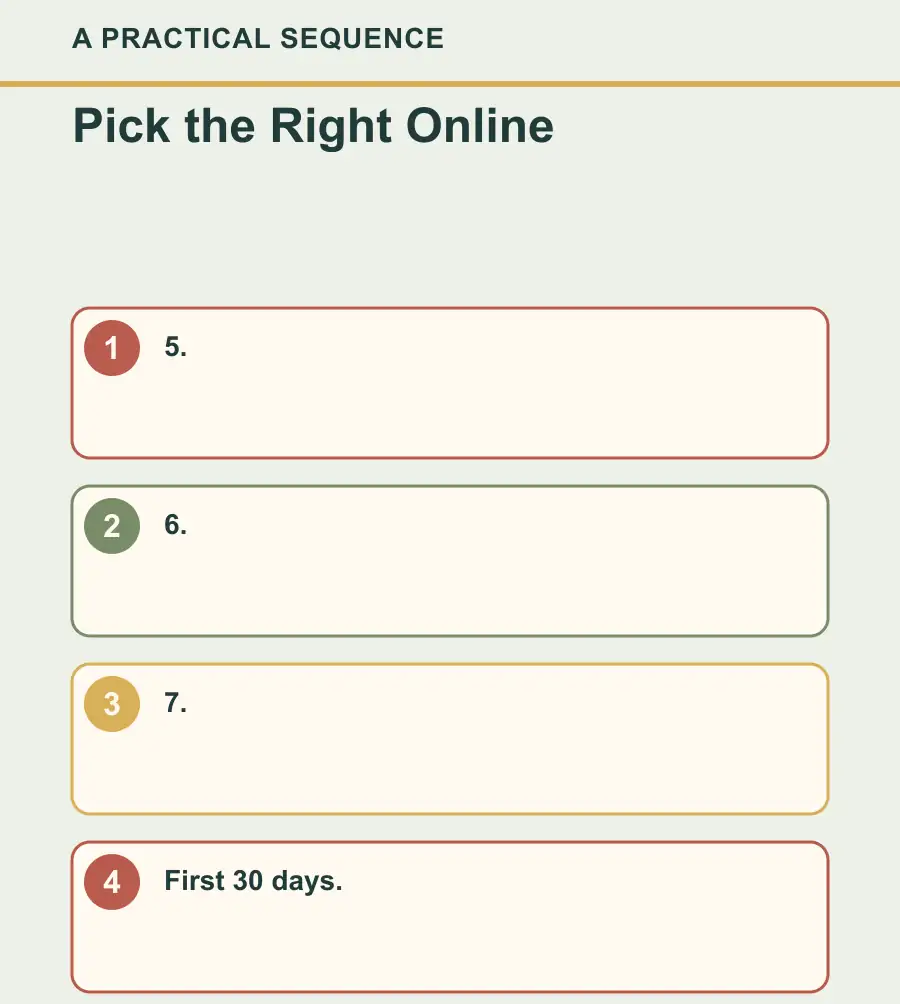 A PRACTICAL SEQUENCE
Pick the Right Online
1
5.
2
6.
3
7.
4
First 30 days.